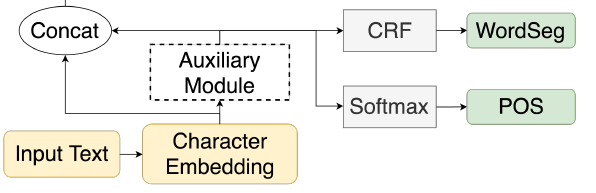 Concat
CRF
WordSeg
Auxiliary
Module
Softmax
POS
Input Text
Character
Embedding